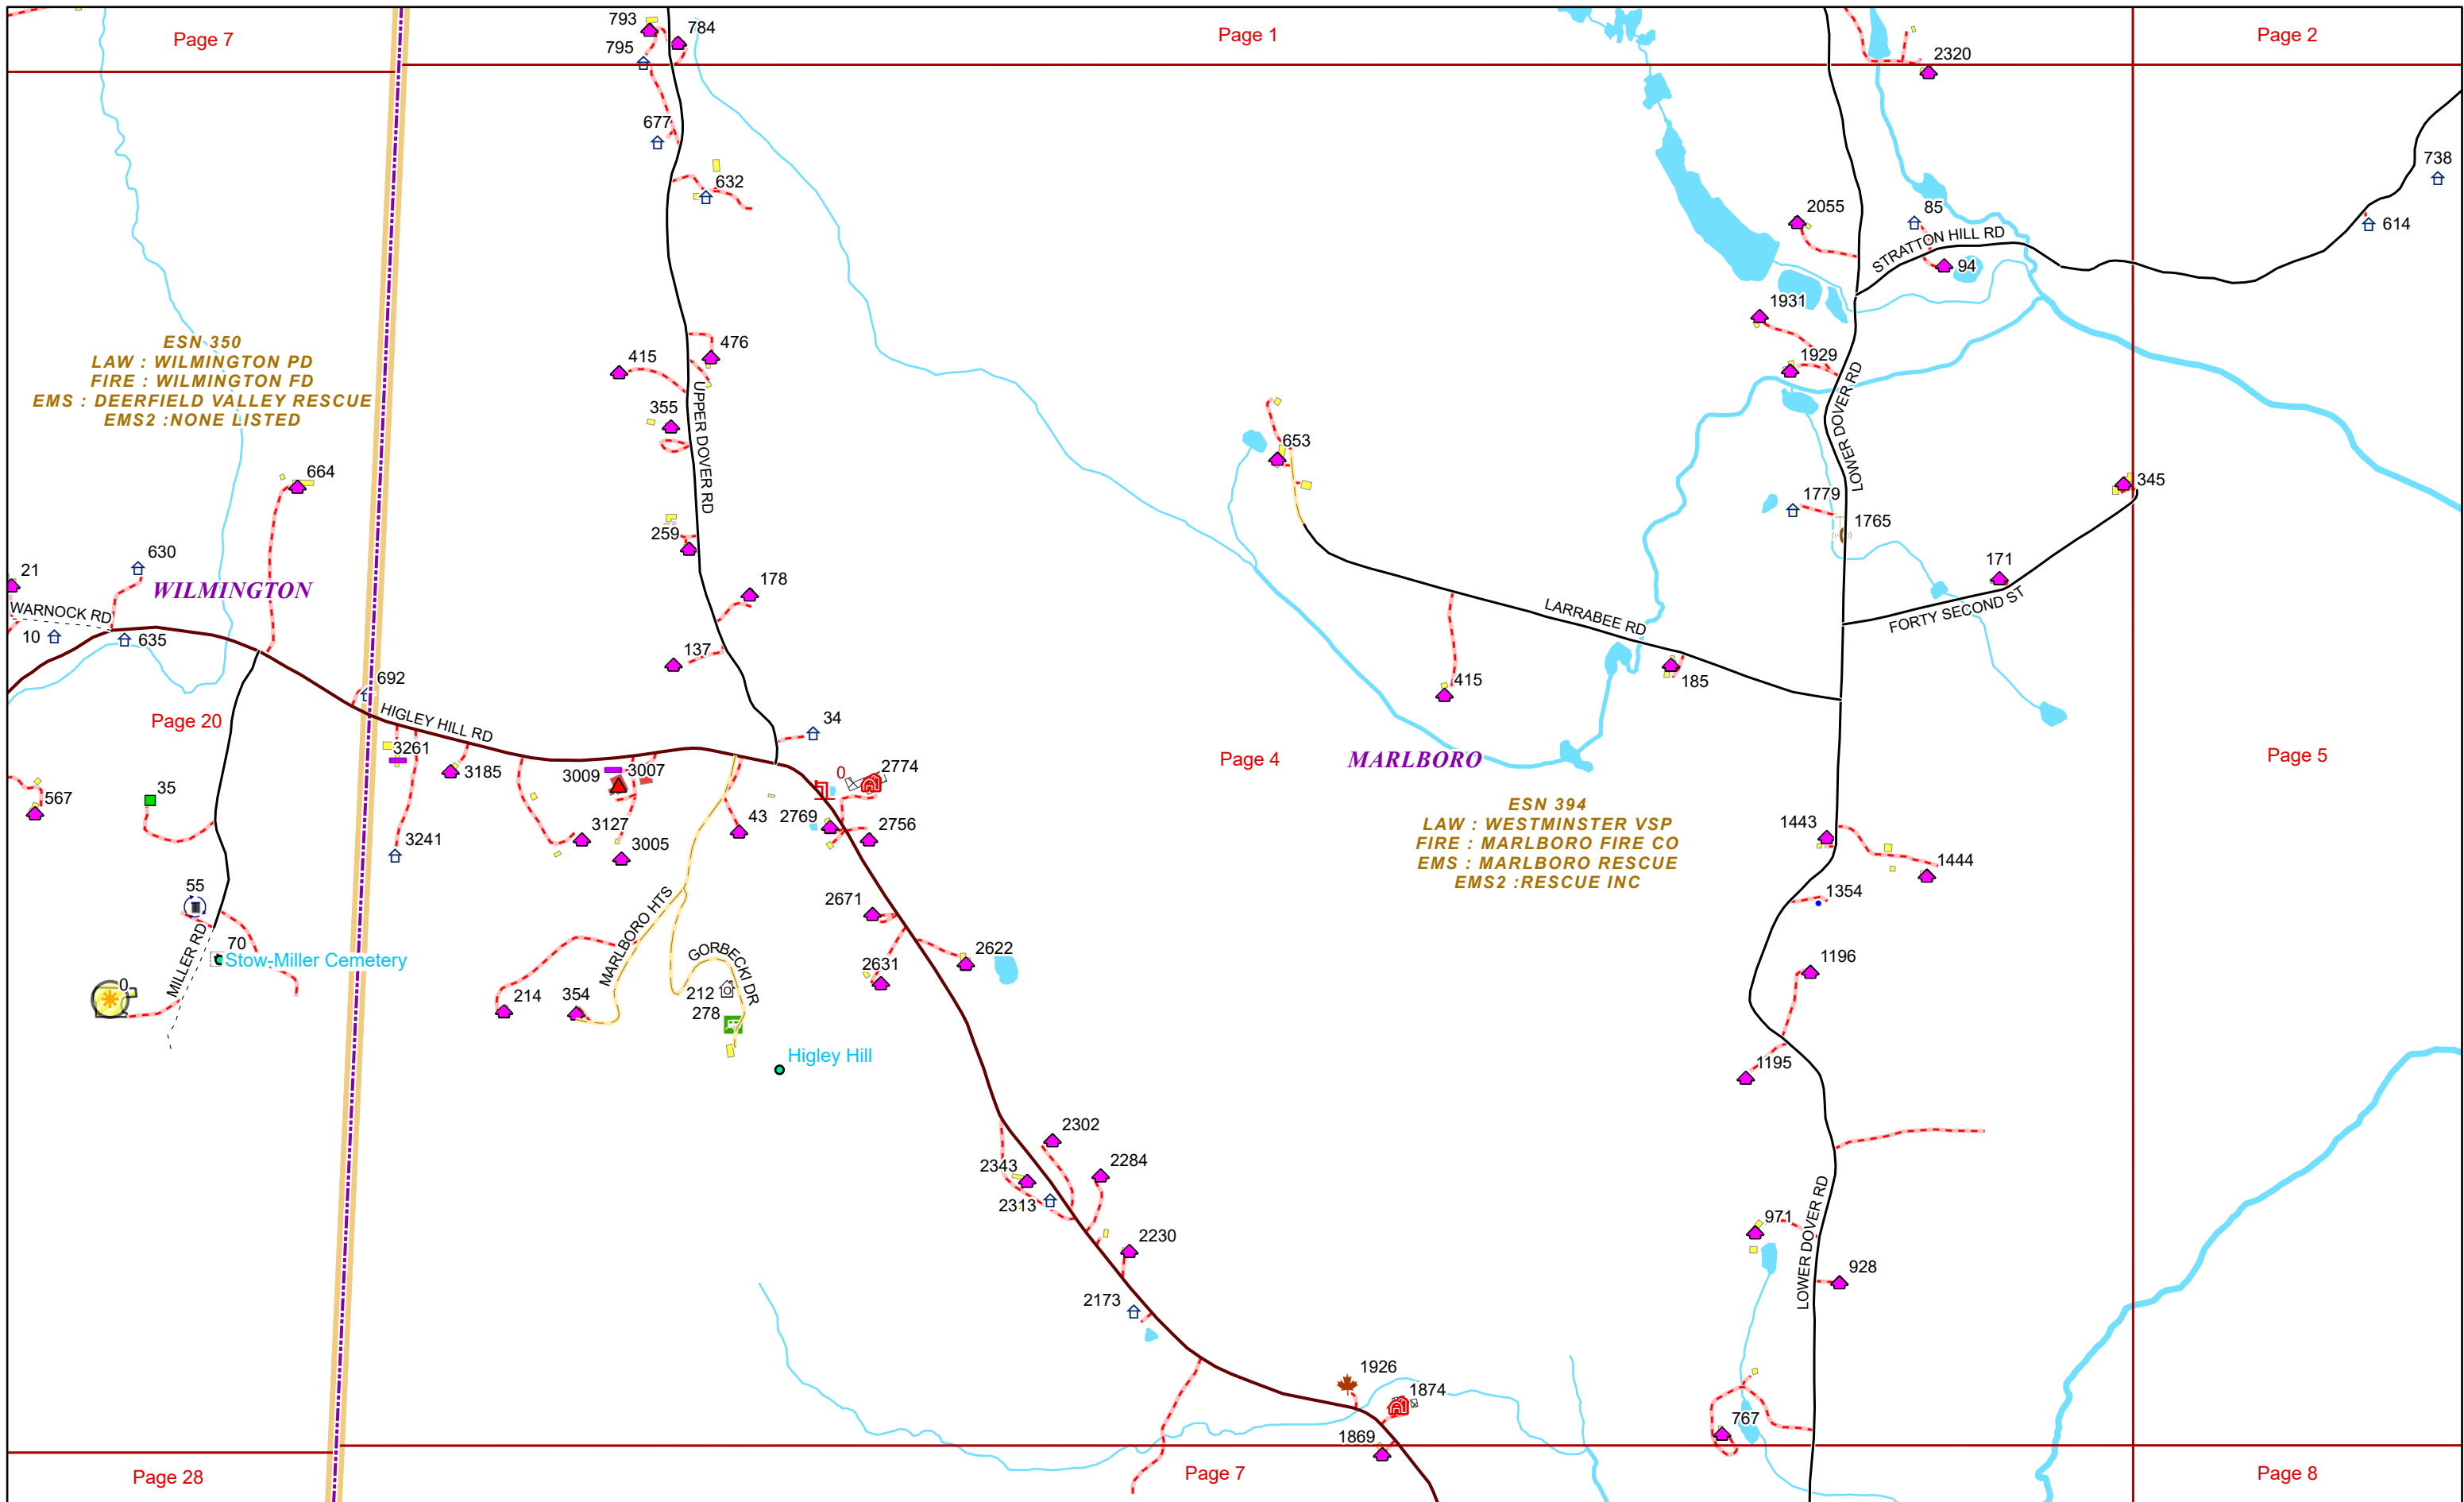 793
784
Page 7
Page 1
Page 2
795
2320
677
738
632
2055
85
614
STRATTON HILL RD
94
1931
ESN 350
LAW : WILMINGTON PD
FIRE : WILMINGTON FD
EMS : DEERFIELD VALLEY RESCUE
EMS2 :NONE LISTED
415
476
1929
LOWER DOVER RD
355
UPPER DOVER RD
653
664
345
1779
1765
259
630
21
WILMINGTON
178
171
WARNOCK RD
10
635
LARRABEE RD
FORTY SECOND ST
137
692
415
185
HIGLEY HILL RD
Page 20
34
3261
Page 4
MARLBORO
Page 5
3185
3009
3007
0
2774
35
567
ESN 394
LAW : WESTMINSTER VSP
FIRE : MARLBORO FIRE CO
EMS : MARLBORO RESCUE
EMS2 :RESCUE INC
3127
43
2769
2756
1443
3241
3005
1444
55
MARLBORO HTS
1354
2671
70
MILLER RD
Stow-Miller Cemetery
GORBECKI DR
2622
2631
1196
0
214
354
212
278
Higley Hill
1195
2302
2343
2284
2313
LOWER DOVER RD
971
2230
928
2173
1926
1874
767
1869
Page 28
Page 7
Page 8